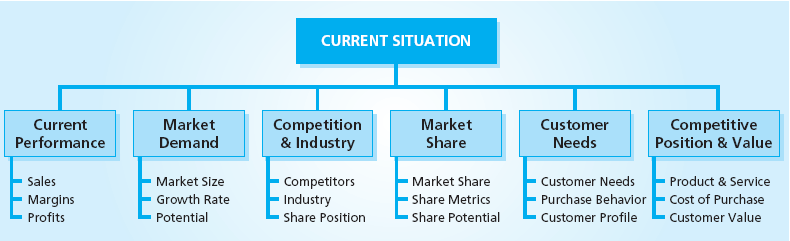 CURRENT SITUATION
Current
Performance
Sales
Margins
Profits
Market
Demand
Market Size
Growth Rate
Potential
Competition
& Industry
Competitors
Industry
Share Position
Market
Share
Market Share
Share Metrics
Share Potential
Customer
Needs
Customer Needs
Purchase Behavior
Customer Profile
Competitive
Position & Value
Product & Service
Cost of Purchase
Customer Value